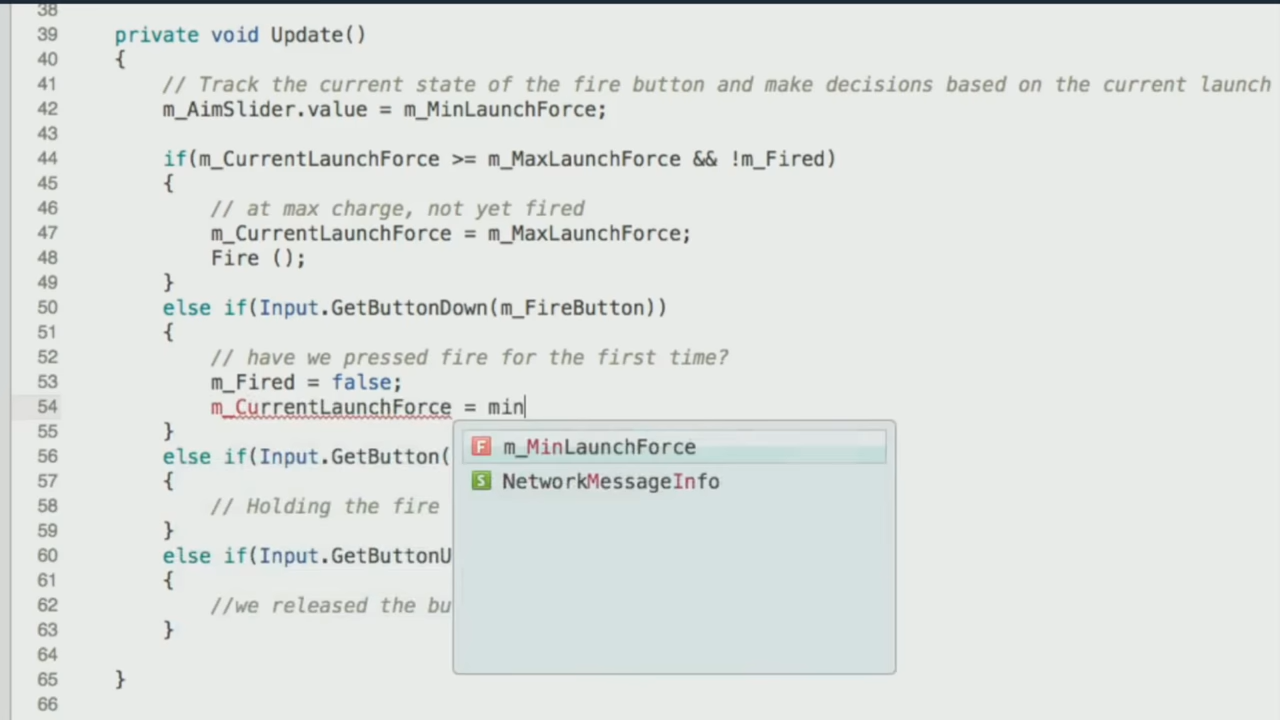 38
39 private void Update()
40 {
41 // Track the current state of the fire button and make decisions based on the current launch
42 m_AimSlider.value = m_MinLaunchForce;
43
44 if(m_CurrentLaunchForce >= m_MaxLaunchForce && !m_Fired)
45 {
46 // at max charge, not yet fired
47 m_CurrentLaunchForce = m_MaxLaunchForce;
48 Fire ();
49 }
50 else if(Input.GetButtonDown(m_FireButton))
51 {
52 // have we pressed fire for the first time?
53 m_Fired = false;
54 m_CurrentLaunchForce = min
m_MinLaunchForce
NetworkMessageInfo
55 }
56 else if(Input.GetButton(
57 {
58 // Holding the fire
59 }
60 else if(Input.GetButtonU
61 {
62 //we released the bu
63 }
64
65 }
66